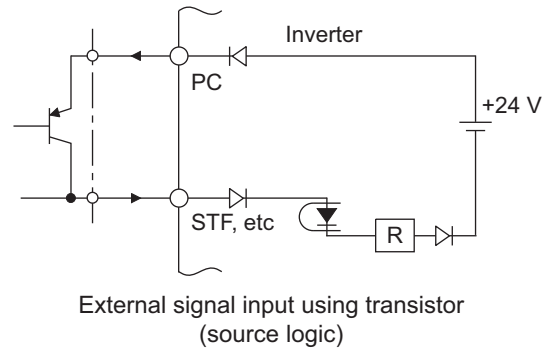 Inverter
PC
+24 V
STF, etc
R
External signal input using transistor
(source logic)